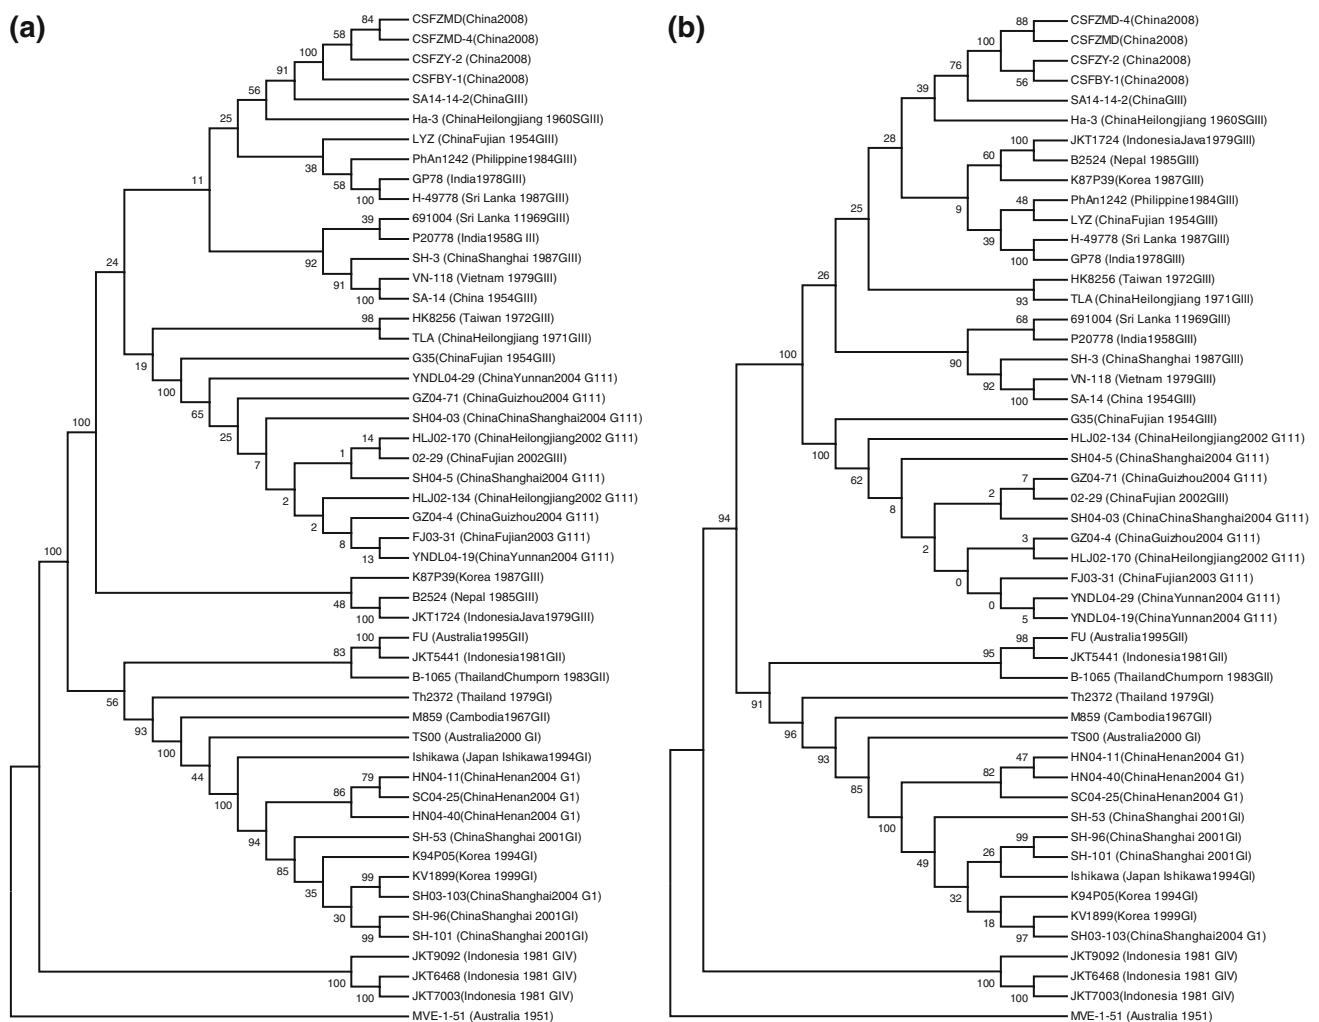 (a)
84
CSFZMD(China2008)
58
CSFZMD-4(China2008)
100
CSFZY-2 (China2008)
91
CSFBY-1(China2008)
56
SA14-14-2(ChinaGIII)
25
Ha-3 (ChinaHeilongjiang 1960SGIII)
LYZ (ChinaFujian 1954GIII)
38
PhAn1242 (Philippine1984GIII)
11
58
GP78 (India1978GIII)
100
H-49778 (Sri Lanka 1987GIII)
39
691004 (Sri Lanka 11969GIII)
P20778 (India1958G III)
92
SH-3 (ChinaShanghai 1987GIII)
24
91
VN-118 (Vietnam 1979GIII)
100
SA-14 (China 1954GIII)
98
HK8256 (Taiwan 1972GIII)
TLA (ChinaHeilongjiang 1971GIII)
19
G35(ChinaFujian 1954GIII)
100
YNDL04-29 (ChinaYunnan2004 G111)
65
GZ04-71 (ChinaGuizhou2004 G111)
100
25
SH04-03 (ChinaChinaShanghai2004 G111)
14
HLJ02-170 (ChinaHeilongjiang2002 G111)
7
1
02-29 (ChinaFujian 2002GIII)
SH04-5 (ChinaShanghai2004 G111)
2
HLJ02-134 (ChinaHeilongjiang2002 G111)
2
GZ04-4 (ChinaGuizhou2004 G111)
8
FJ03-31 (ChinaFujian2003 G111)
100
13
YNDL04-19(ChinaYunnan2004 G111)
K87P39(Korea 1987GIII)
48
B2524 (Nepal 1985GIII)
100
JKT1724 (IndonesiaJava1979GIII)
100
FU (Australia1995GII)
83
JKT5441 (Indonesia1981GII)
B-1065 (ThailandChumporn 1983GII)
56
Th2372 (Thailand 1979GI)
93
M859 (Cambodia1967GII)
100
TS00 (Australia2000 GI)
44
Ishikawa (Japan Ishikawa1994GI)
79
HN04-11(ChinaHenan2004 G1)
100
86
SC04-25(ChinaHenan2004 G1)
HN04-40(ChinaHenan2004 G1)
94
SH-53 (ChinaShanghai 2001GI)
85
K94P05(Korea 1994GI)
35
99
KV1899(Korea 1999GI)
SH03-103(ChinaShanghai2004 G1)
30
SH-96(ChinaShanghai 2001GI)
99
SH-101 (ChinaShanghai 2001GI)
JKT9092 (Indonesia 1981 GIV)
100
JKT6468 (Indonesia 1981 GIV)
100
JKT7003(Indonesia 1981 GIV)
MVE-1-51 (Australia 1951)
(b)
88
CSFZMD-4(China2008)
100
CSFZMD(China2008)
76
CSFZY-2 (China2008)
56
CSFBY-1(China2008)
39
SA14-14-2(ChinaGIII)
Ha-3 (ChinaHeilongjiang 1960SGIII)
28
100
JKT1724 (IndonesiaJava1979GIII)
60
B2524 (Nepal 1985GIII)
K87P39(Korea 1987GIII)
9
48
PhAn1242 (Philippine1984GIII)
25
LYZ (ChinaFujian 1954GIII)
39
H-49778 (Sri Lanka 1987GIII)
100
GP78 (India1978GIII)
26
HK8256 (Taiwan 1972GIII)
93
TLA (ChinaHeilongjiang 1971GIII)
68
691004 (Sri Lanka 11969GIII)
P20778 (India1958GIII)
100
90
SH-3 (ChinaShanghai 1987GIII)
92
VN-118 (Vietnam 1979GIII)
100
SA-14 (China 1954GIII)
G35(ChinaFujian 1954GIII)
100
HLJ02-134 (ChinaHeilongjiang2002 G111)
62
SH04-5 (ChinaShanghai2004 G111)
7
GZ04-71 (ChinaGuizhou2004 G111)
8
2
02-29 (ChinaFujian 2002GIII)
94
SH04-03 (ChinaChinaShanghai2004 G111)
2
3
GZ04-4 (ChinaGuizhou2004 G111)
HLJ02-170 (ChinaHeilongjiang2002 G111)
0
FJ03-31 (ChinaFujian2003 G111)
0
YNDL04-29 (ChinaYunnan2004 G111)
5
YNDL04-19(ChinaYunnan2004 G111)
98
FU (Australia1995GII)
95
JKT5441 (Indonesia1981GII)
B-1065 (ThailandChumporn 1983GII)
91
Th2372 (Thailand 1979GI)
96
M859 (Cambodia1967GII)
93
TS00 (Australia2000 GI)
47
HN04-11(ChinaHenan2004 G1)
85
82
HN04-40(ChinaHenan2004 G1)
SC04-25(ChinaHenan2004 G1)
100
SH-53 (ChinaShanghai 2001GI)
99
SH-96(ChinaShanghai 2001GI)
49
26
SH-101 (ChinaShanghai 2001GI)
Ishikawa (Japan Ishikawa1994GI)
32
K94P05(Korea 1994GI)
18
KV1899(Korea 1999GI)
97
SH03-103(ChinaShanghai2004 G1)
JKT9092 (Indonesia 1981 GIV)
100
JKT6468 (Indonesia 1981 GIV)
100
JKT7003(Indonesia 1981 GIV)
MVE-1-51 (Australia 1951)